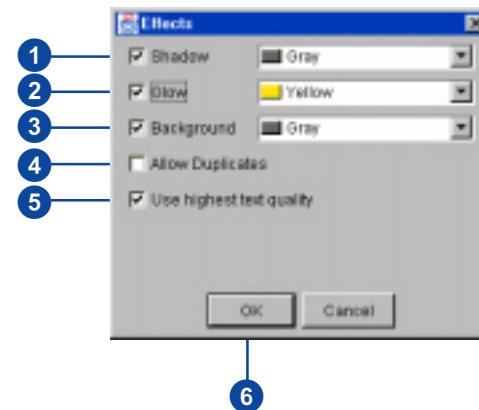 Effects
1 Shadow Gray
2 Glow Yellow
3 Background Gray
4 Allow Duplicates
5 Use highest text quality
OK Cancel
6